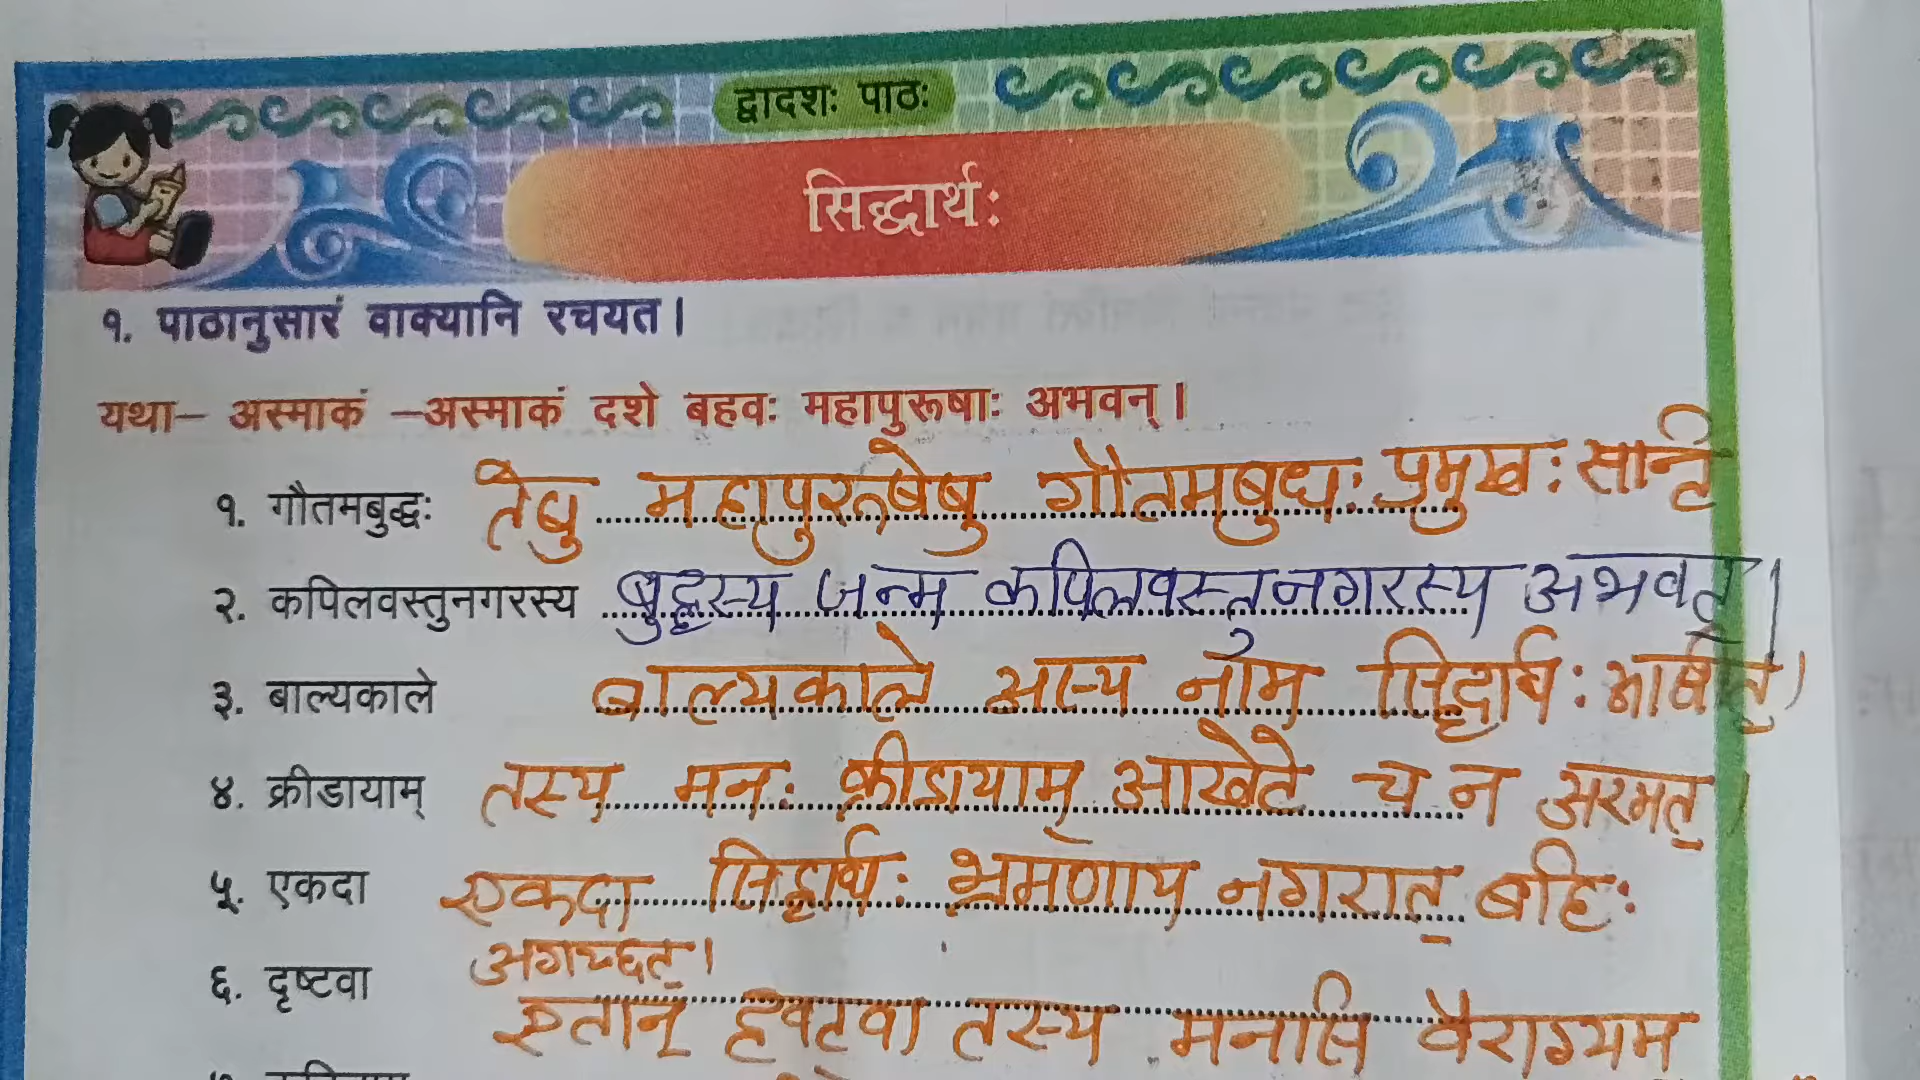 द्वादशः पाठः
सिद्धार्थः
१. पाठानुसारं वाक्यानि रचयत।
यथा– अस्माकं –अस्माकं दशे बहवः महापुरूषाः अभवन्।
१. गौतमबुद्धः तेषु महापुरूषेषु गौतमबुधः प्रमुखः सन्ति
२. कपिलवस्तुनगरस्य बुद्धस्य जन्म कपिलवस्तुनगरस्य अभवत्।
३. बाल्यकाले बाल्यकाले अस्य नाम सिद्धार्थः आसीत्।
४. क्रीडायाम् तस्य मनः क्रीडायाम् आखेटे च न अरमत्।
५. एकदा एकदा सिद्धार्थः भ्रमणाय नगरात् बहिः
अगच्छत्।
६. दृष्टवा
एतान् दृष्टवा तस्य मनसि वैराग्यम